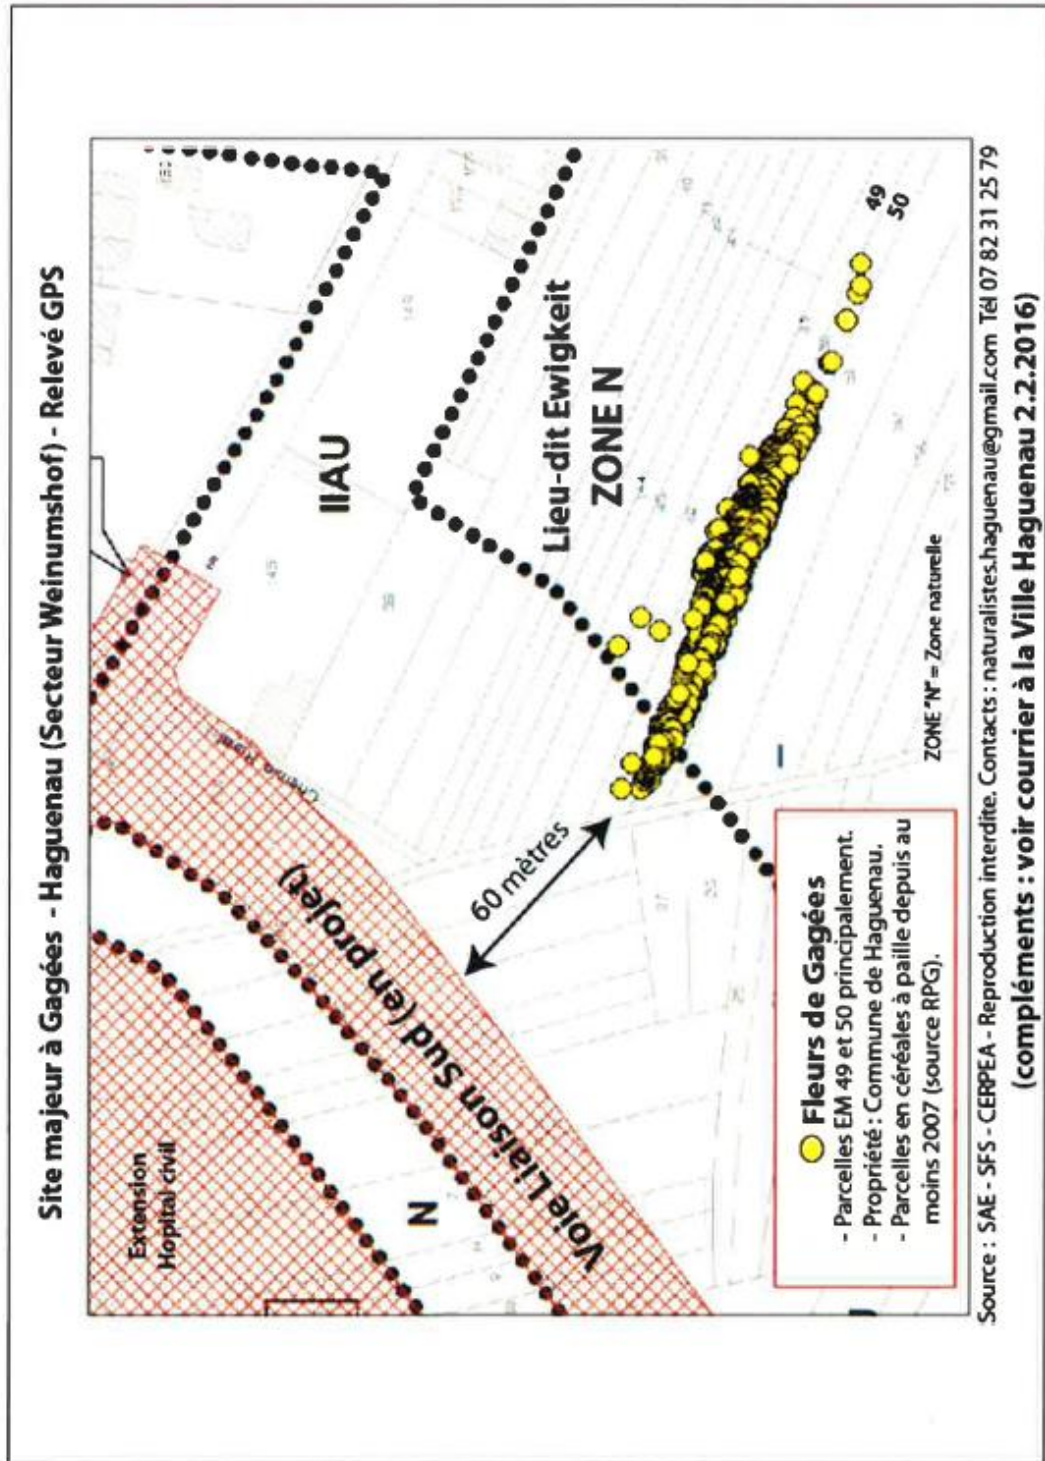 Site majeur à Gagées - Haguenau (Secteur Weinumshof) - Relevé GPS
Extension
Hopital civil
N
Voie Liaison Sud (en projet)
60 mètres
IIAU
Lieu-dit Ewigkeit
ZONE N
49
50
ZONE "N" = Zone naturelle
Fleurs de Gagées
- Parcelles EM 49 et 50 principalement.
- Propriété : Commune de Haguenau.
- Parcelles en céréales à paille depuis au
moins 2007 (source RPG).
Source : SAE - SFS - CERPEA - Reproduction interdite. Contacts : naturalistes.haguenau@gmail.com Tél 07 82 31 25 79
(compléments : voir courrier à la Ville Haguenau 2.2.2016)